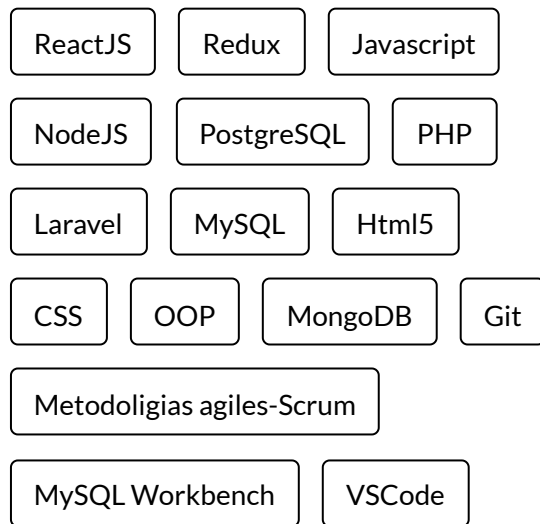 ReactJS Redux Javascript
NodeJS PostgreSQL PHP
Laravel MySQL Html5
CSS OOP MongoDB Git
Metodoligias agiles-Scrum
MySQL Workbench VSCode